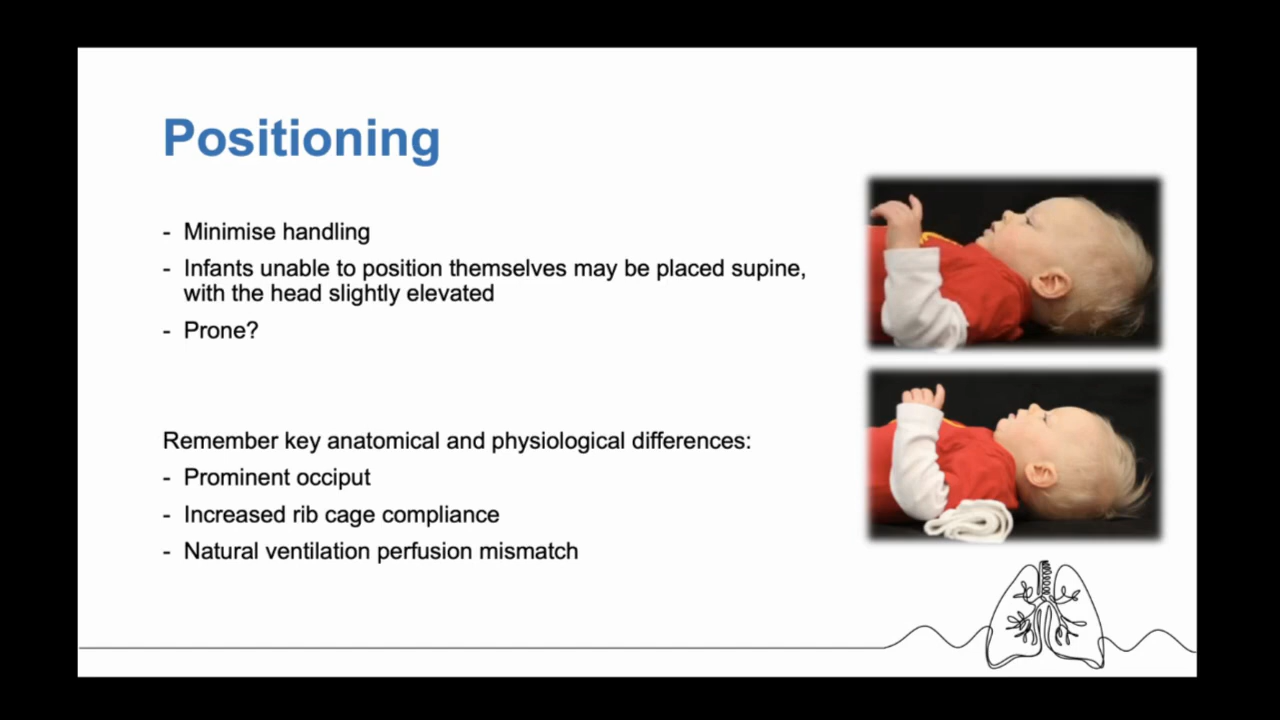 Positioning
- Minimise handling
- Infants unable to position themselves may be placed supine,
with the head slightly elevated
- Prone?
Remember key anatomical and physiological differences:
- Prominent occiput
- Increased rib cage compliance
- Natural ventilation perfusion mismatch